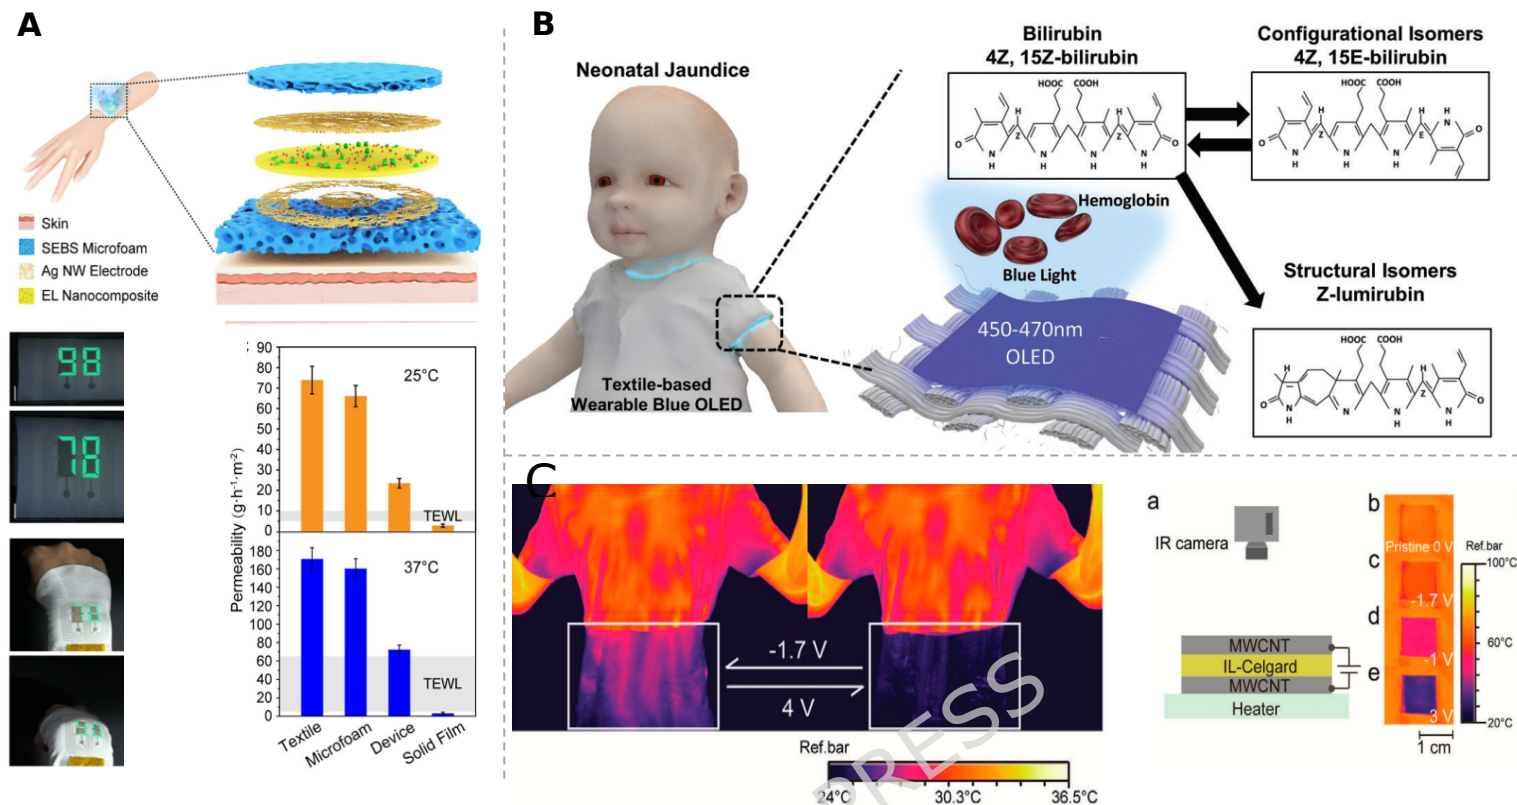 A
Skin
SEBS Microfoam
Ag NW Electrode
EL Nanocomposite
98
78
90
80
70
60
50
40
30
20
10
0
25°C
TEWL
Permeability (g·h⁻¹·m⁻²)
180
160
140
120
100
80
60
40
20
0
37°C
TEWL
Textile
Microfoam
Device
Solid Film
B
Neonatal Jaundice
Textile-based
Wearable Blue OLED
Bilirubin
4Z, 15Z-bilirubin
HOOC COOH
H H
O Z Z O
N N N N
H H H H
Configurational Isomers
4Z, 15E-bilirubin
HOOC COOH
H H H
N
O Z E O
N N N
H H H
Hemoglobin
Blue Light
450-470nm
OLED
Structural Isomers
Z-lumirubin
HOOC COOH
H H
O Z O
N N N N
H H H
C
-1.7 V
4 V
Ref.bar
24°C 30.3°C 36.5°C
PRESS
a
IR camera
MWCNT
IL-Celgard
MWCNT
Heater
b
Pristine 0 V
c
-1.7 V
d
-1 V
e
3 V
Ref.bar
100°C
60°C
20°C
1 cm